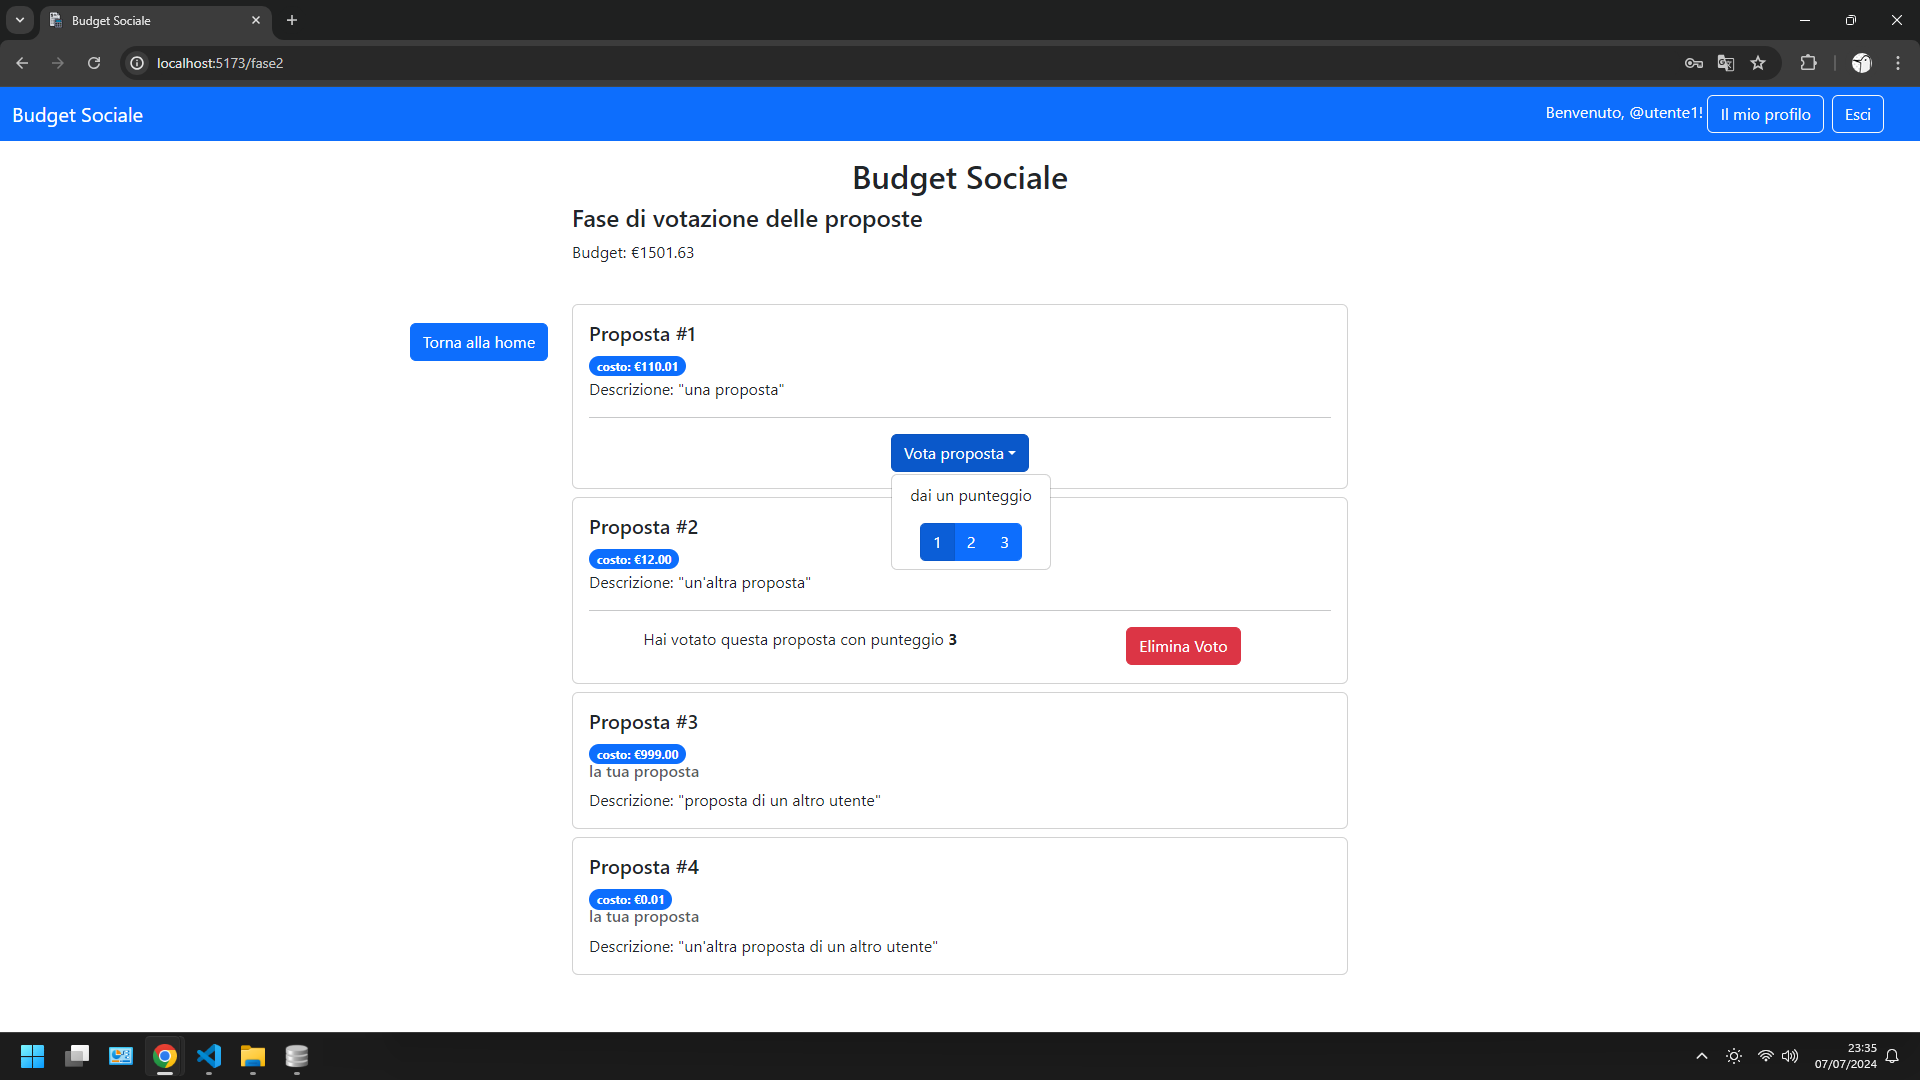 Budget Sociale
localhost:5173/fase2
Budget Sociale
Benvenuto, @utente1!
Il mio profilo
Esci
Budget Sociale
Fase di votazione delle proposte
Budget: €1501.63
Torna alla home
Proposta #1
costo: €110.01
Descrizione: "una proposta"
Vota proposta
dai un punteggio
1 2 3
Proposta #2
costo: €12.00
Descrizione: "un'altra proposta"
Hai votato questa proposta con punteggio 3
Elimina Voto
Proposta #3
costo: €999.00
la tua proposta
Descrizione: "proposta di un altro utente"
Proposta #4
costo: €0.01
la tua proposta
Descrizione: "un'altra proposta di un altro utente"
23:35
07/07/2024